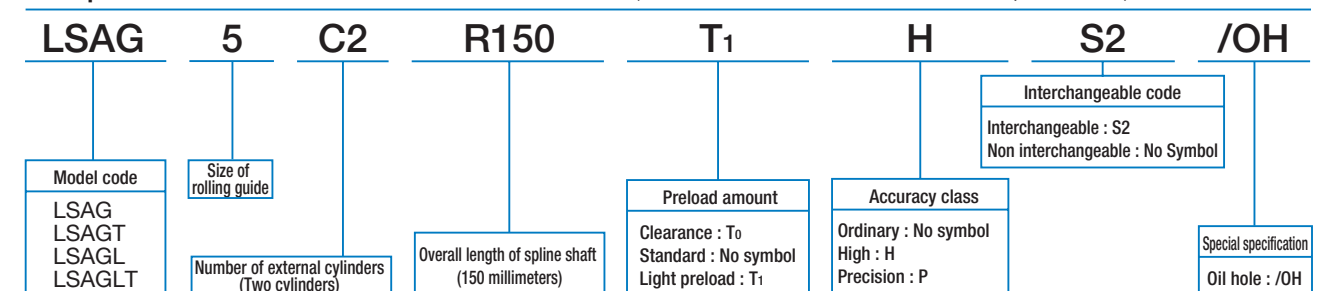 LSAG 5 C2 R150 T1 H S2 /OH
Interchangeable code
Interchangeable : S2
Non interchangeable : No Symbol
Model code
LSAG
LSAGT
LSAGL
LSAGLT
Size of
rolling guide
Number of external cylinders
(Two cylinders)
Overall length of spline shaft
(150 millimeters)
Preload amount
Clearance : T0
Standard : No symbol
Light preload : T1
Accuracy class
Ordinary : No symbol
High : H
Precision : P
Special specification
Oil hole : /OH